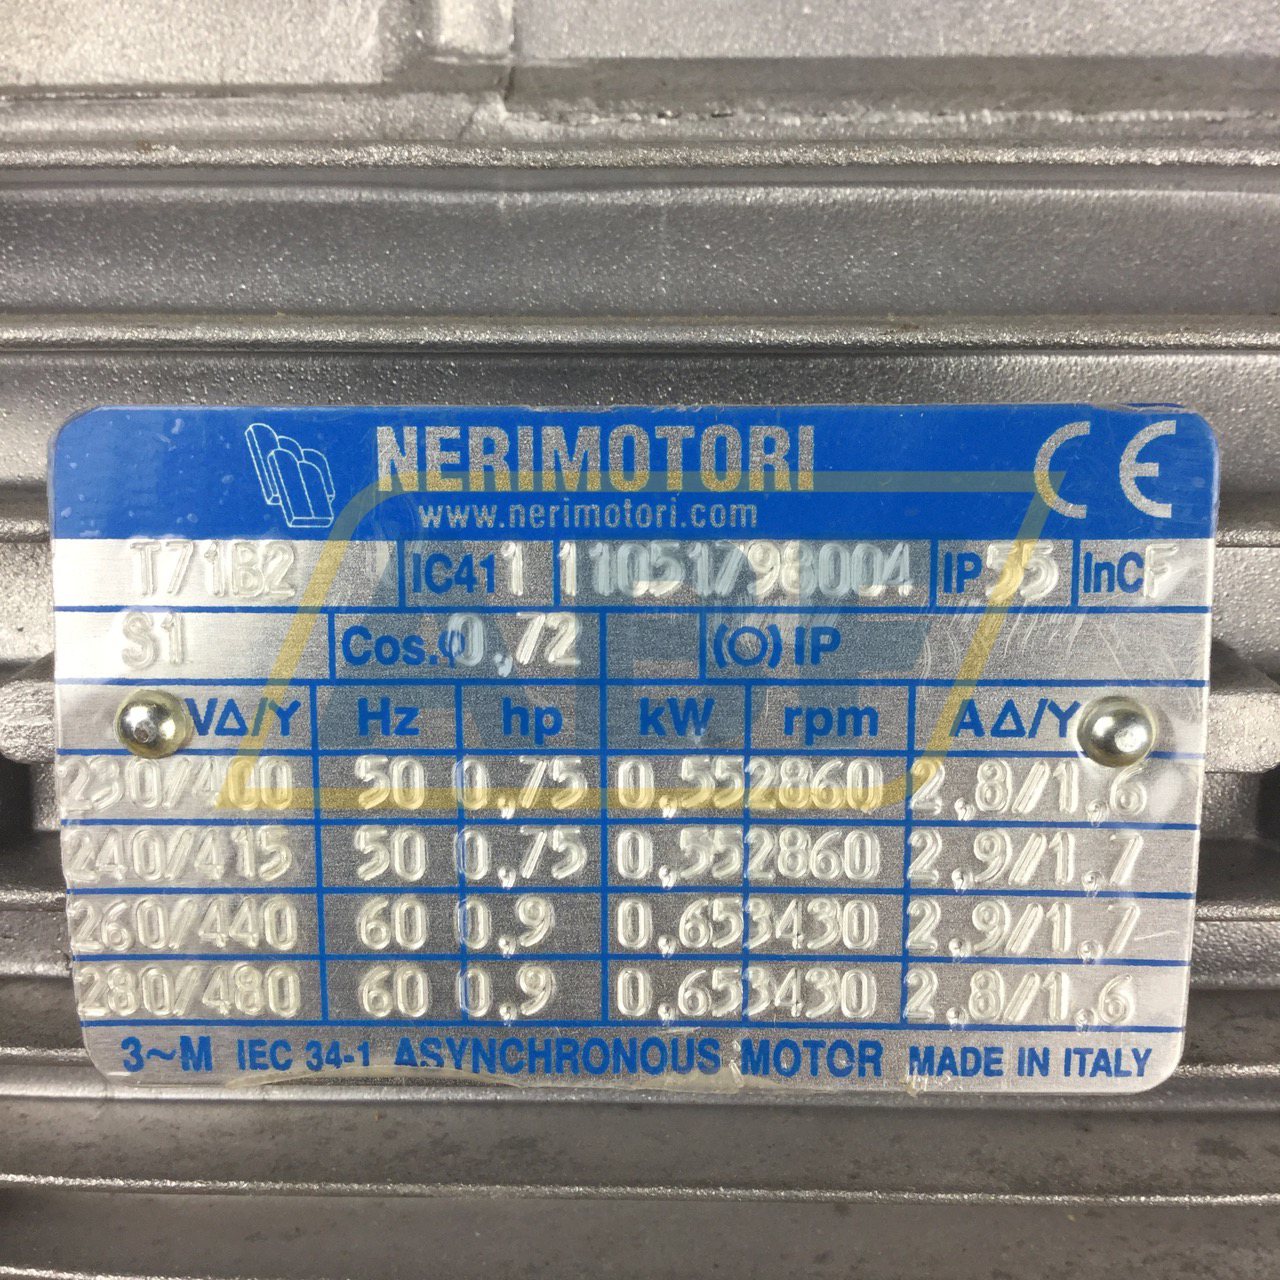 NERIMOTORI CE
www.nerimotori.com
T71B2 IC411 11051798004 IP55 InCF
S1 Cos.φ0,72 (O) IP
VΔ/Y Hz hp kW rpm AΔ/Y
230/400 50 0,75 0,55 2860 2,8/1,6
240/415 50 0,75 0,55 2860 2,9/1,7
260/440 60 0,9 0,65 3430 2,9/1,7
280/480 60 0,9 0,65 3430 2,8/1,6
3~M IEC 34-1 ASYNCHRONOUS MOTOR MADE IN ITALY